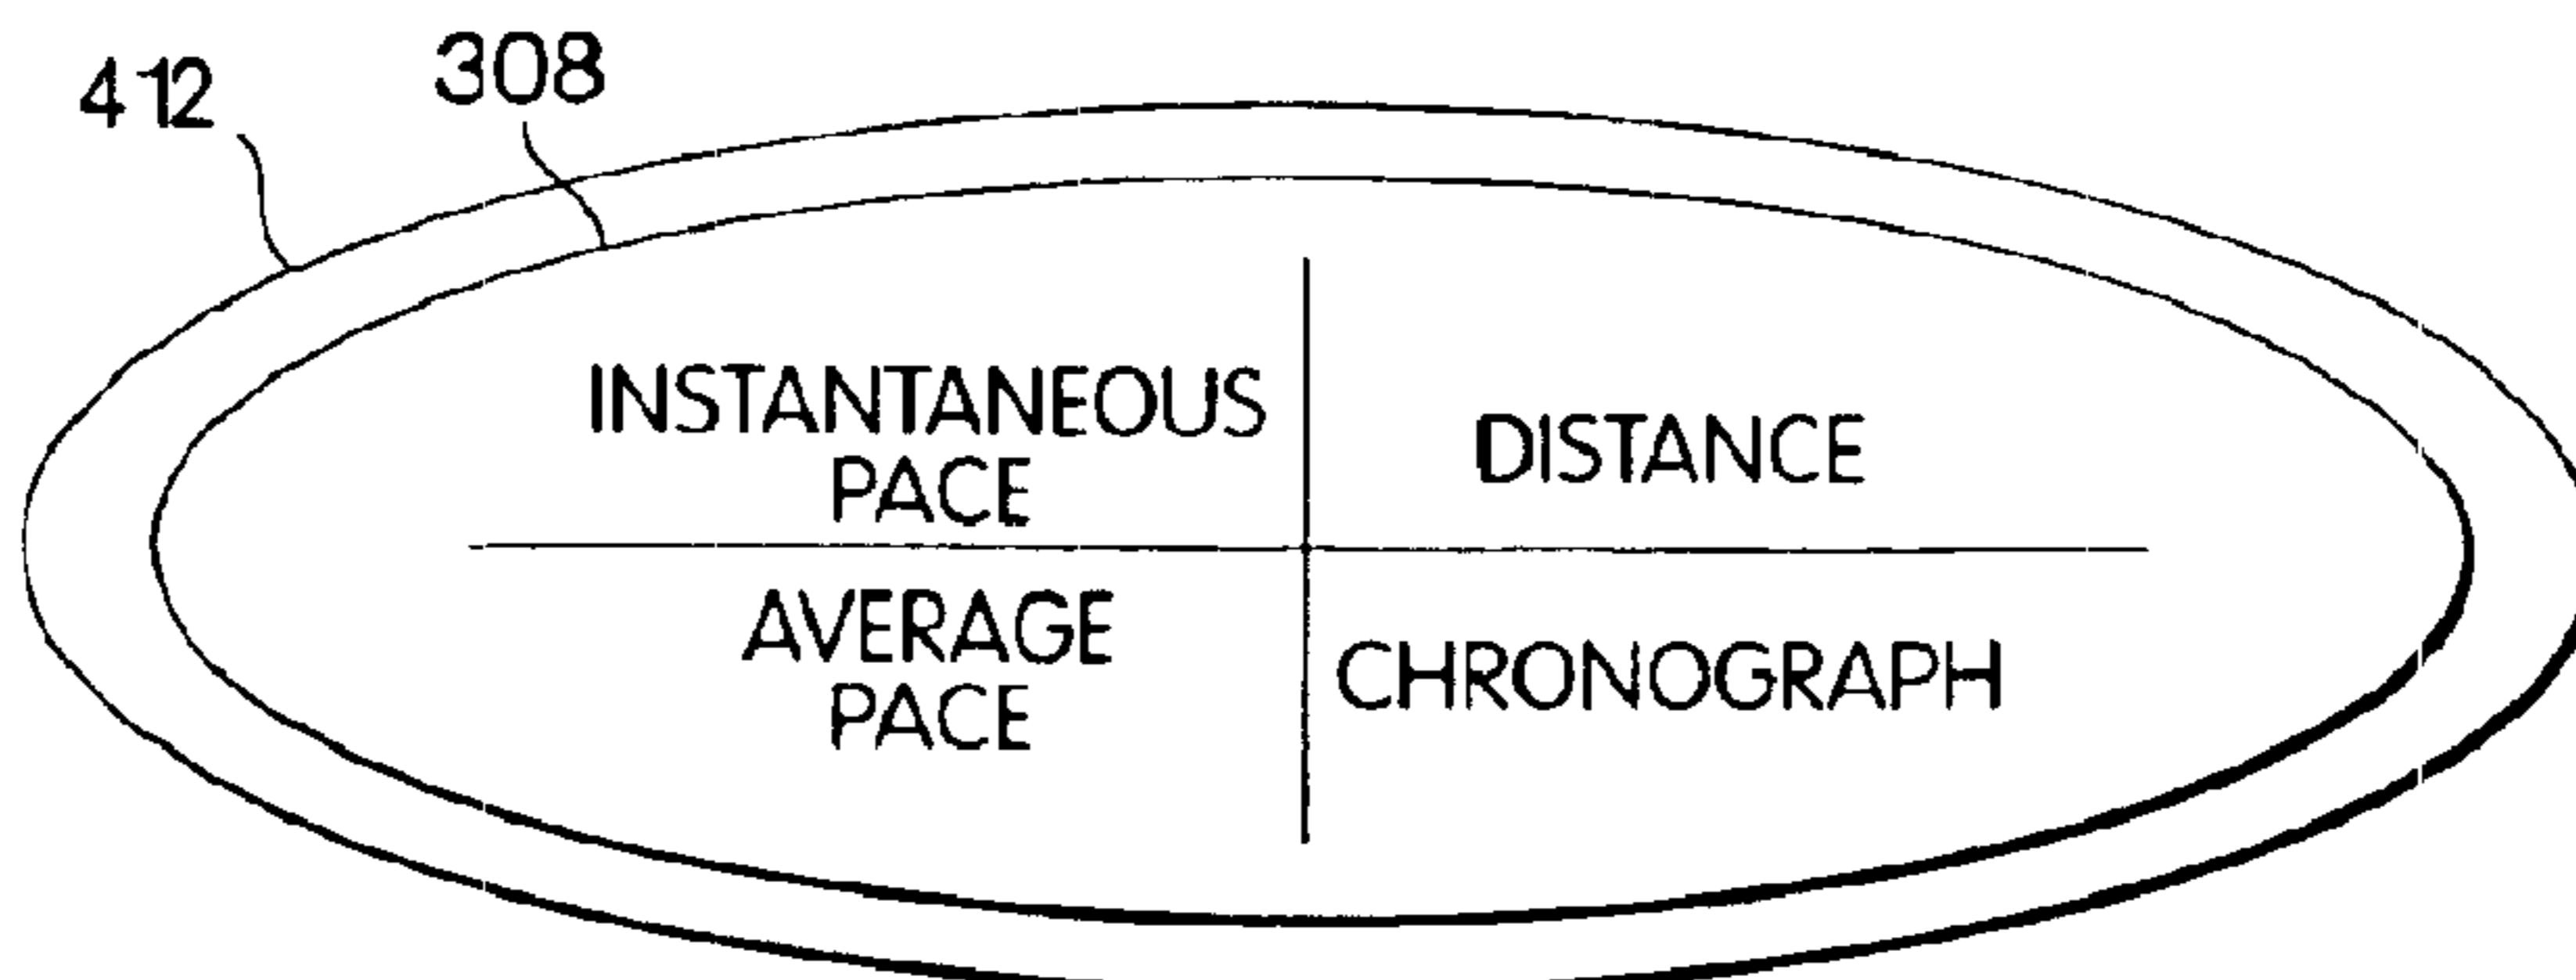 412
308
INSTANTANEOUS
PACE
DISTANCE
AVERAGE
PACE
CHRONOGRAPH